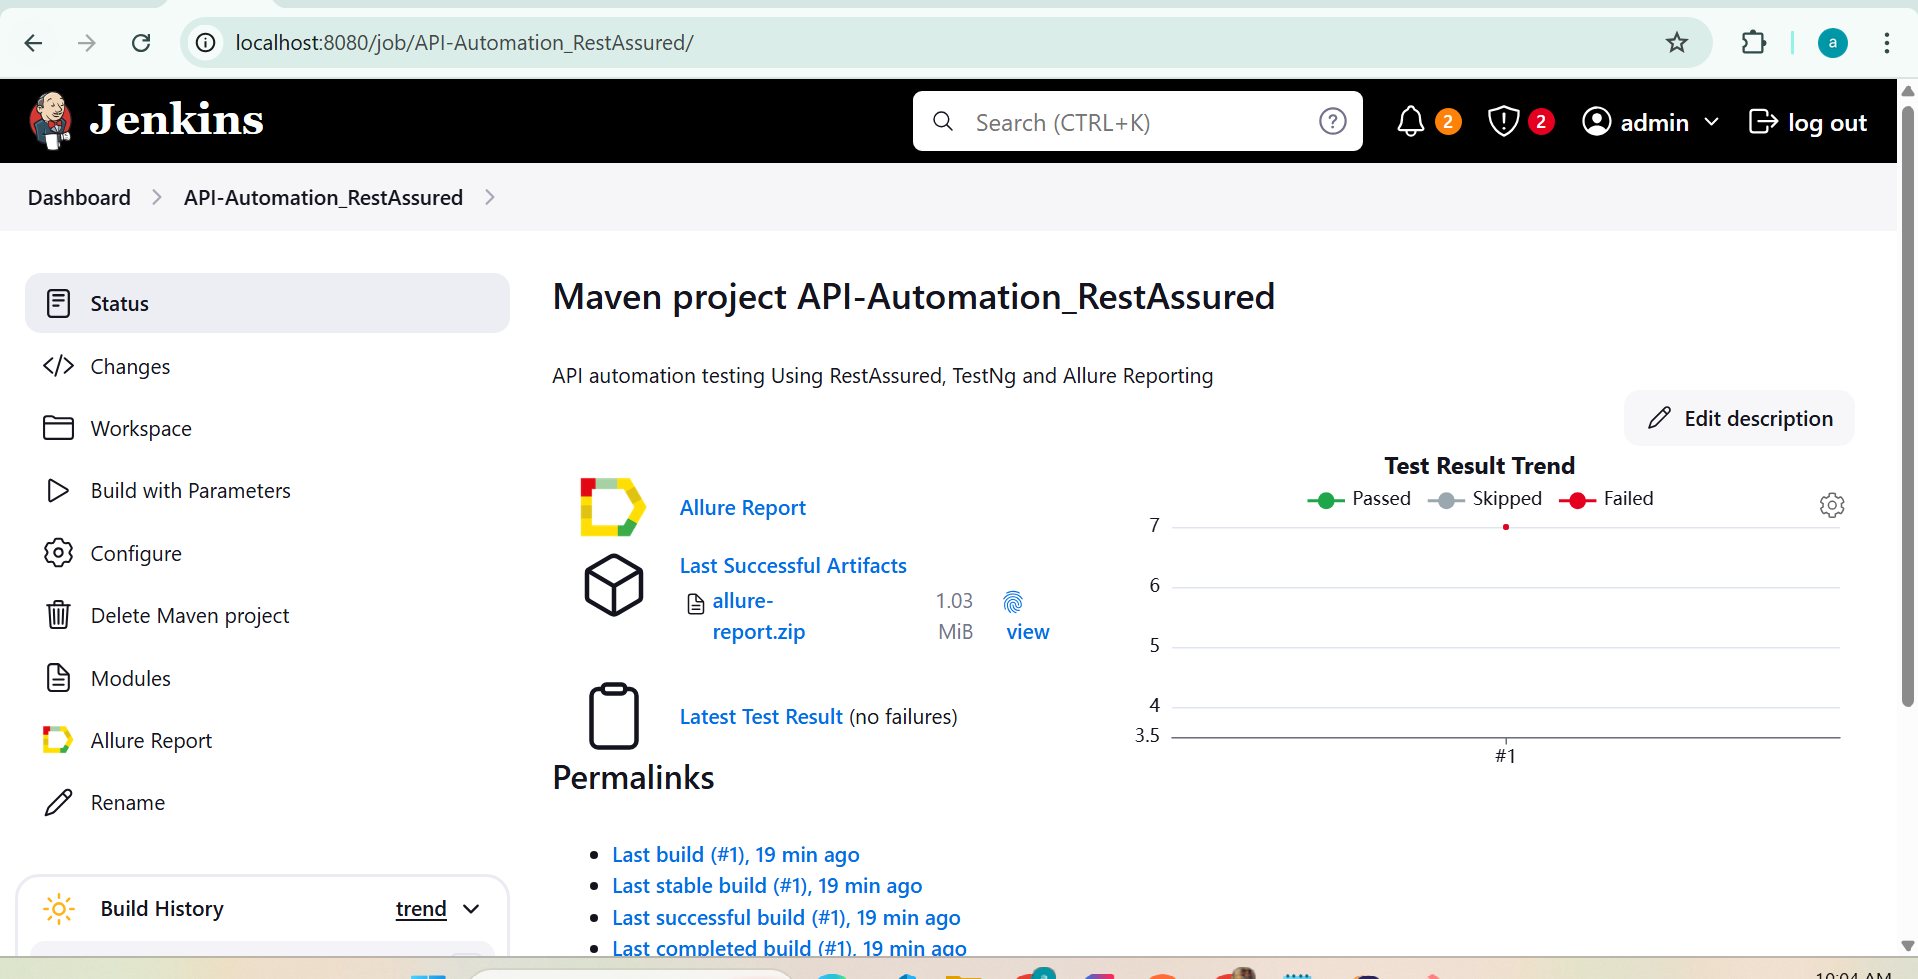 localhost:8080/job/API-Automation_RestAssured/
a
Jenkins
Search (CTRL+K)
2
2
admin
log out
Dashboard
API-Automation_RestAssured
Status
Changes
Workspace
Build with Parameters
Configure
Delete Maven project
Modules
Allure Report
Rename
Build History
trend
Maven project API-Automation_RestAssured
API automation testing Using RestAssured, TestNg and Allure Reporting
Edit description
Allure Report
Last Successful Artifacts
allure-
report.zip
1.03
MiB
view
Latest Test Result (no failures)
Test Result Trend
Passed Skipped Failed
7
6
5
4
3.5
#1
Permalinks
Last build (#1), 19 min ago
Last stable build (#1), 19 min ago
Last successful build (#1), 19 min ago
Last completed build (#1), 19 min ago
10:04 AM